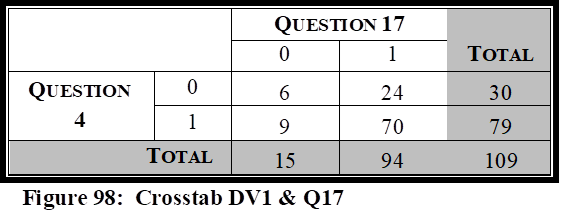 QUESTION 17
0 1 TOTAL
QUESTION 4 0 6 24 30
1 9 70 79
TOTAL 15 94 109
Figure 98: Crosstab DV1 & Q17